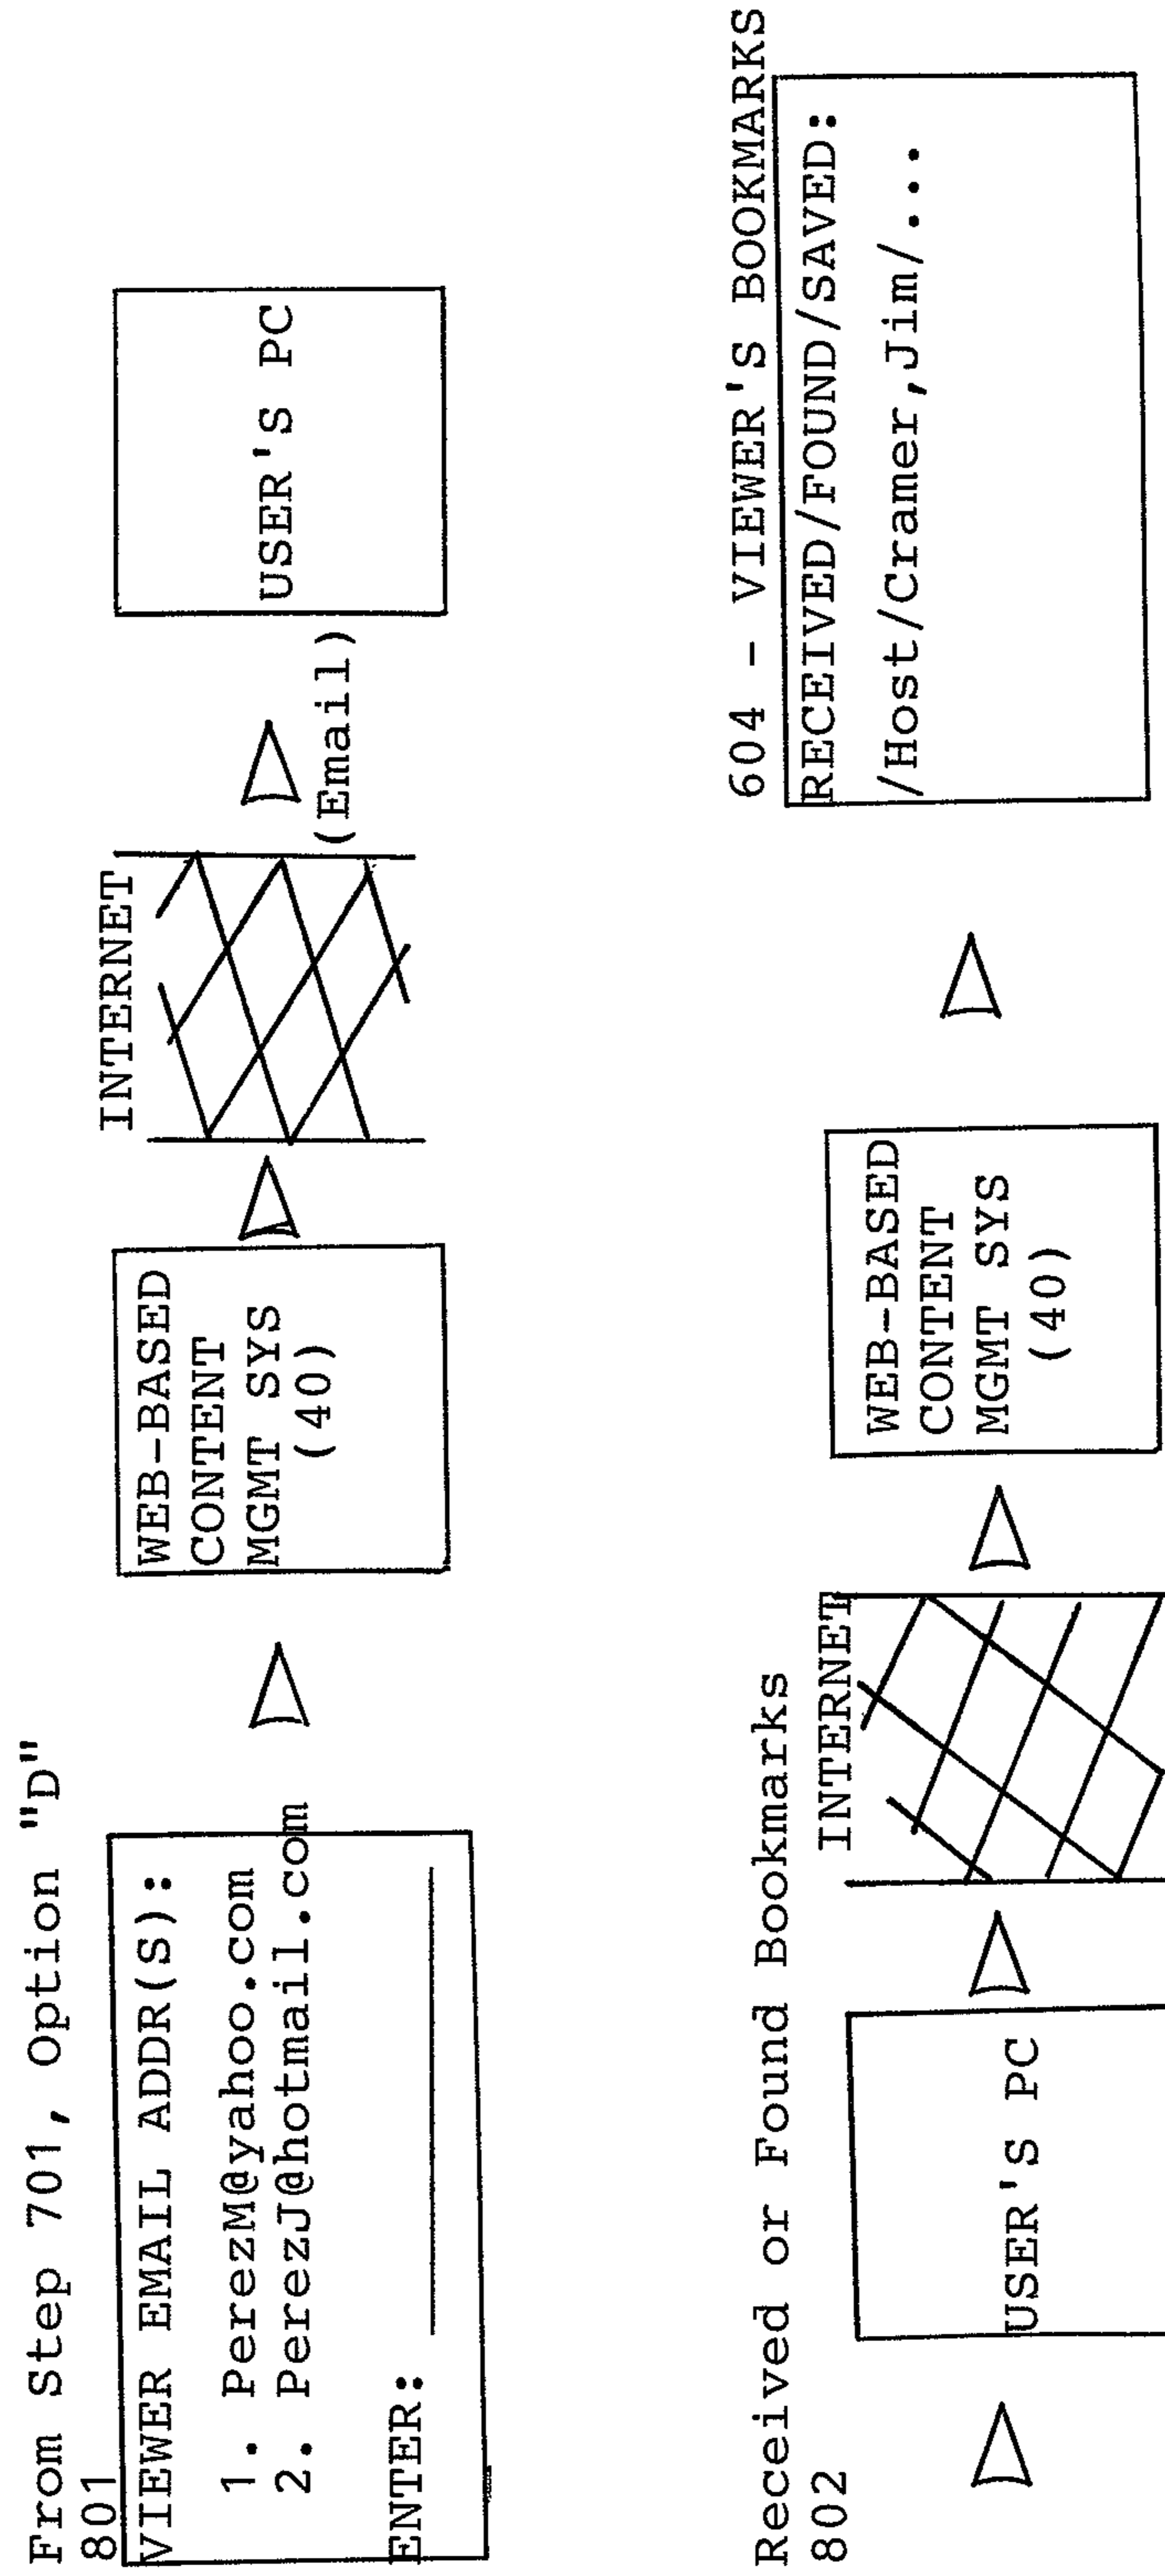 From Step 701, Option "D"
801
VIEWER EMAIL ADDR(S):
1. PerezM@yahoo.com
2. PerezJ@hotmail.com
ENTER:
WEB-BASED
CONTENT
MGMT SYS
(40)
INTERNET
(Email)
USER'S PC
Received or Found Bookmarks
802
USER'S PC
INTERNET
WEB-BASED
CONTENT
MGMT SYS
(40)
604 - VIEWER'S BOOKMARKS
RECEIVED/FOUND/SAVED:
/Host/Cramer,Jim/...